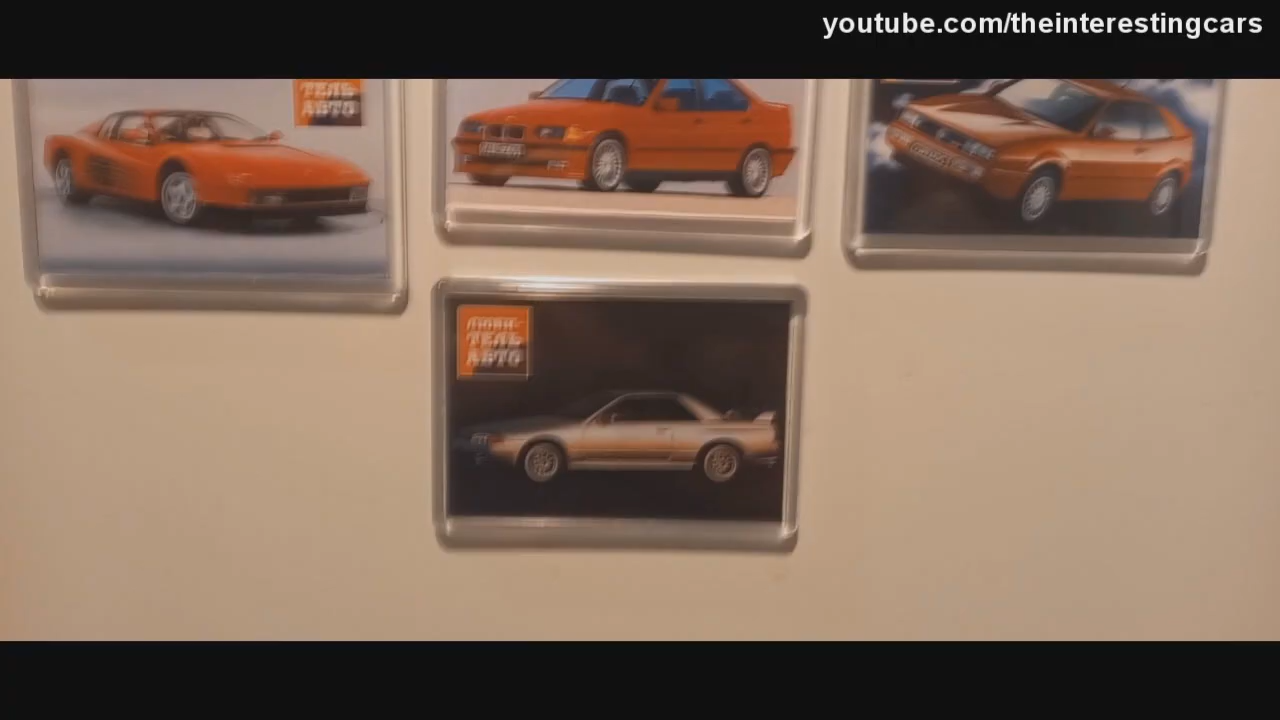 youtube.com/theinterestingcars
ТЕЛЬ
АВТО
ЛЮБИ-
ТЕЛЬ
АВТО